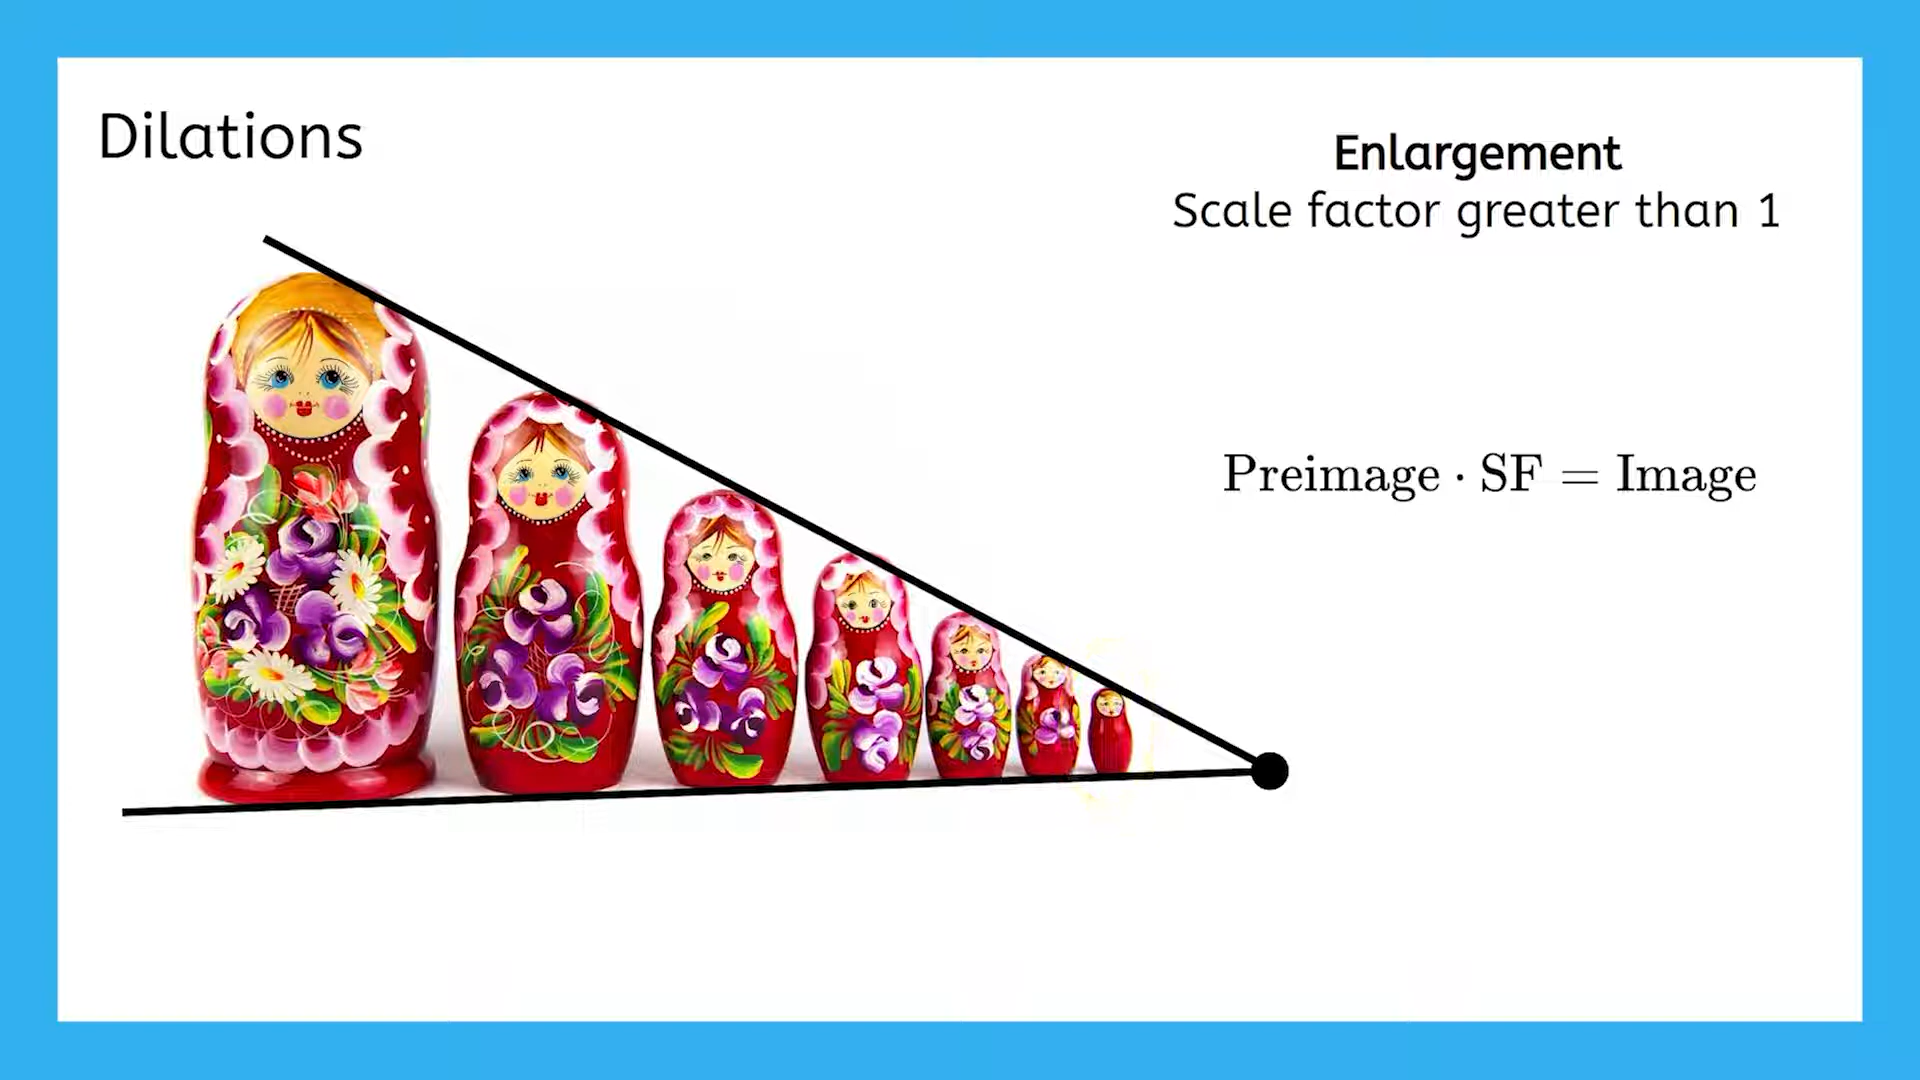 Dilations
Enlargement
Scale factor greater than 1
Preimage · SF = Image